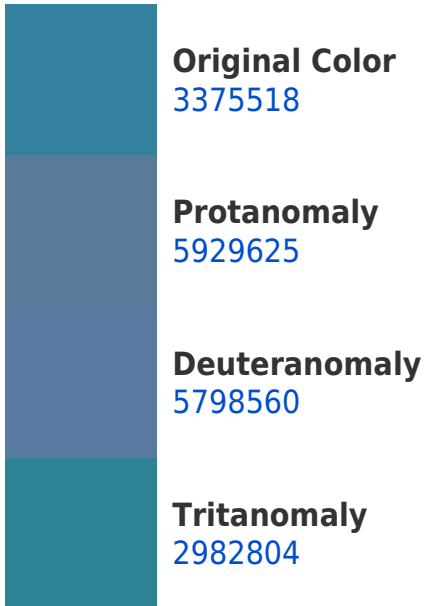 Original Color
3375518
Protanomaly
5929625
Deuteranomaly
5798560
Tritanomaly
2982804